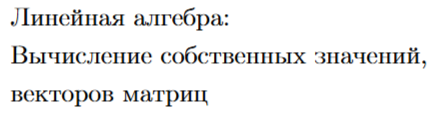 Линейная алгебра:
Вычисление собственных значений,
векторов матриц